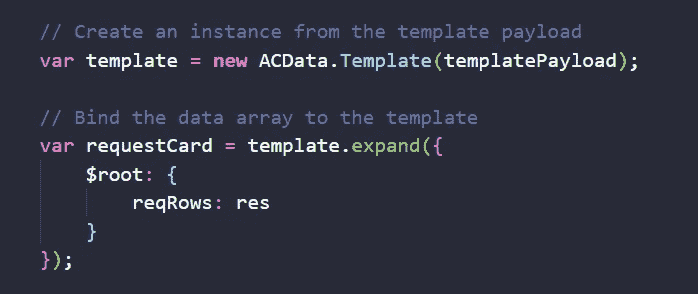 // Create an instance from the template payload
var template = new ACData.Template(templatePayload);
// Bind the data array to the template
var requestCard = template.expand({
$root: {
reqRows: res
}
});